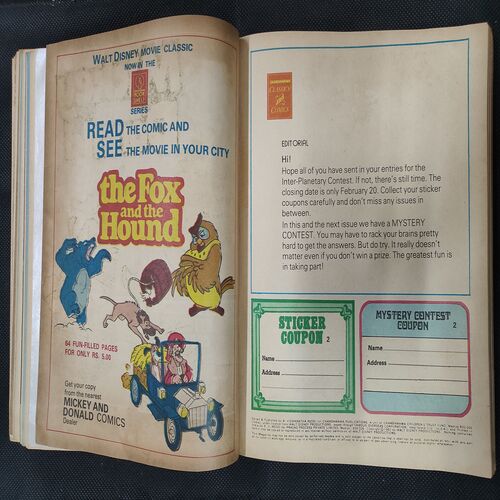 WALT DISNEY MOVIE CLASSIC
NOW IN THE
SERIES
READ THE COMIC AND
SEE THE MOVIE IN YOUR CITY
the Fox
and the
Hound
64 FUN-FILLED PAGES
FOR ONLY RS. 5.00
Get your copy
from the nearest
MICKEY AND
DONALD COMICS
Dealer
CHANDAMAMA
CLASSICS
COMICS
EDITORIAL
Hi!
Hope all of you have sent in your entries for the
Inter-Planetary Contest. If not, there's still time. The
closing date is only February 20. Collect your sticker
coupons carefully and don't miss any issues in
between.
In this and the next issue we have a MYSTERY
CONTEST. You may have to rack your brains pretty
hard to get the answers. But do try. It really doesn't
matter even if you don't win a prize. The greatest fun is
in taking part!
STICKER
COUPON 2
Name
Address
MYSTERY CONTEST
COUPON 2
Name
Address